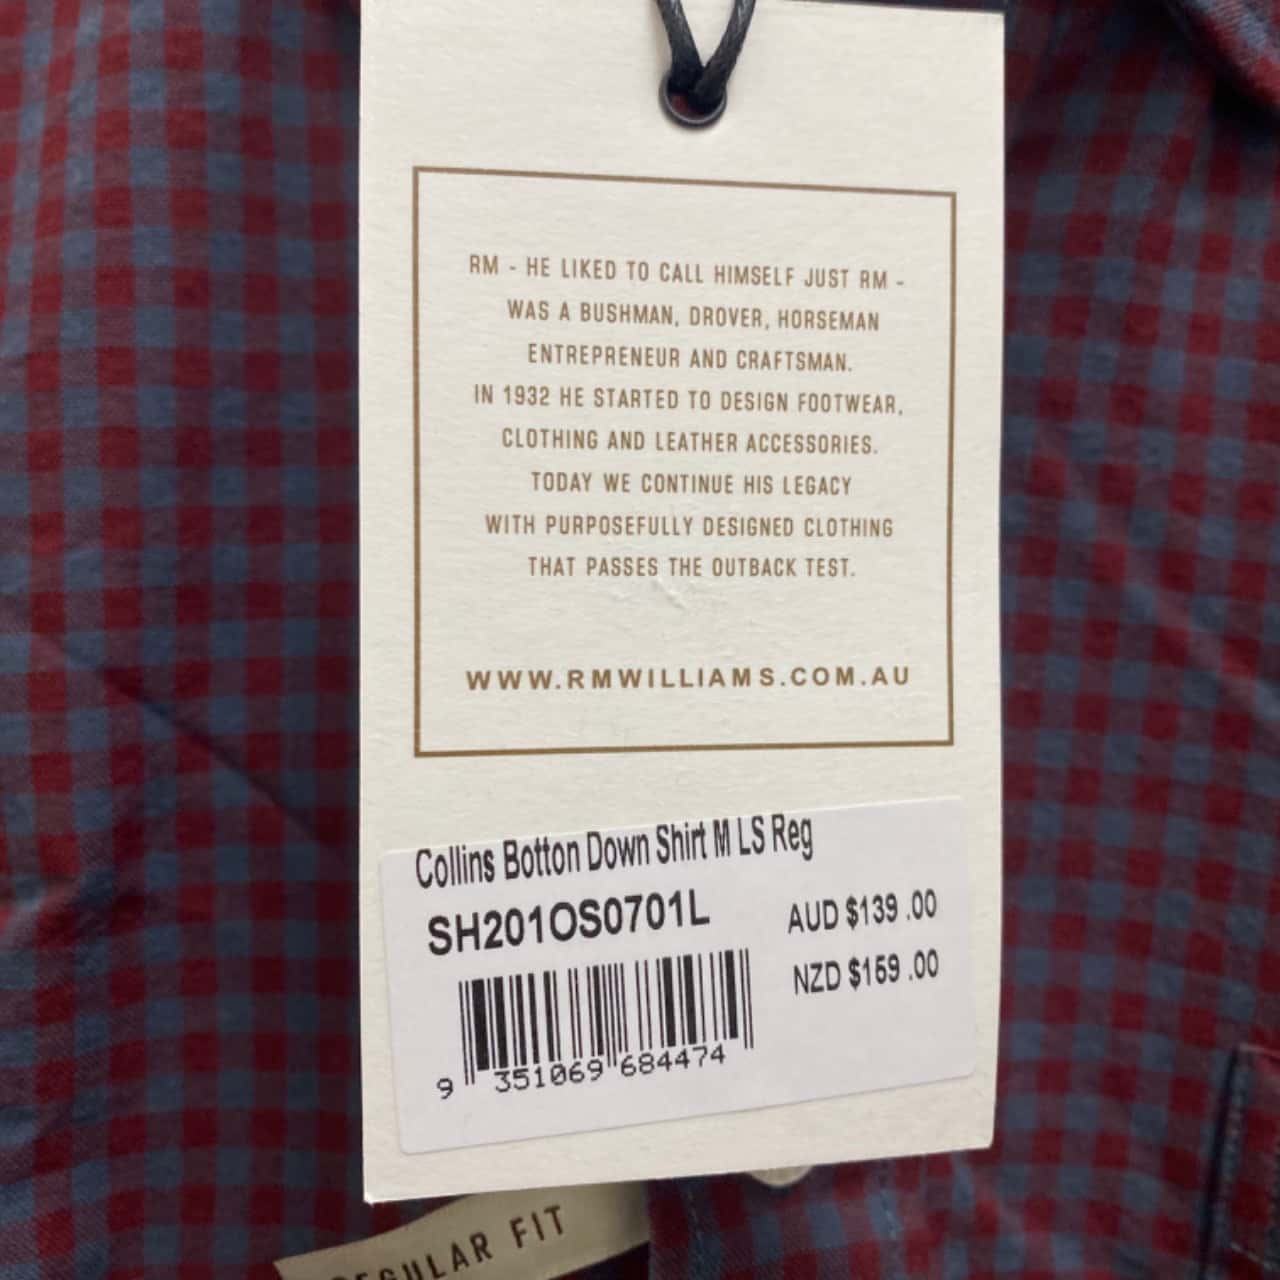 RM - HE LIKED TO CALL HIMSELF JUST RM -
WAS A BUSHMAN, DROVER, HORSEMAN
ENTREPRENEUR AND CRAFTSMAN.
IN 1932 HE STARTED TO DESIGN FOOTWEAR,
CLOTHING AND LEATHER ACCESSORIES.
TODAY WE CONTINUE HIS LEGACY
WITH PURPOSEFULLY DESIGNED CLOTHING
THAT PASSES THE OUTBACK TEST.
WWW.RMWILLIAMS.COM.AU
Collins Botton Down Shirt M LS Reg
SH201OS0701L
AUD $139 .00
NZD $159 .00
9 351069 684474
REGULAR FIT